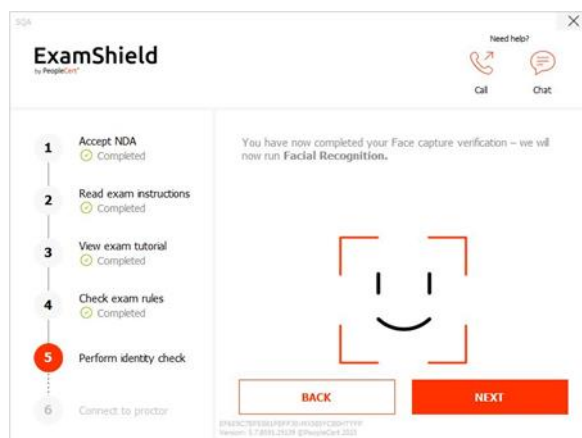 SQA
ExamShield
by PeopleCert
Need help?
Call
Chat
1
Accept NDA
Completed
2
Read exam instructions
Completed
3
View exam tutorial
Completed
4
Check exam rules
Completed
5
Perform identity check
6
Connect to proctor
You have now completed your Face capture verification – we will
now run Facial Recognition.
BACK
NEXT